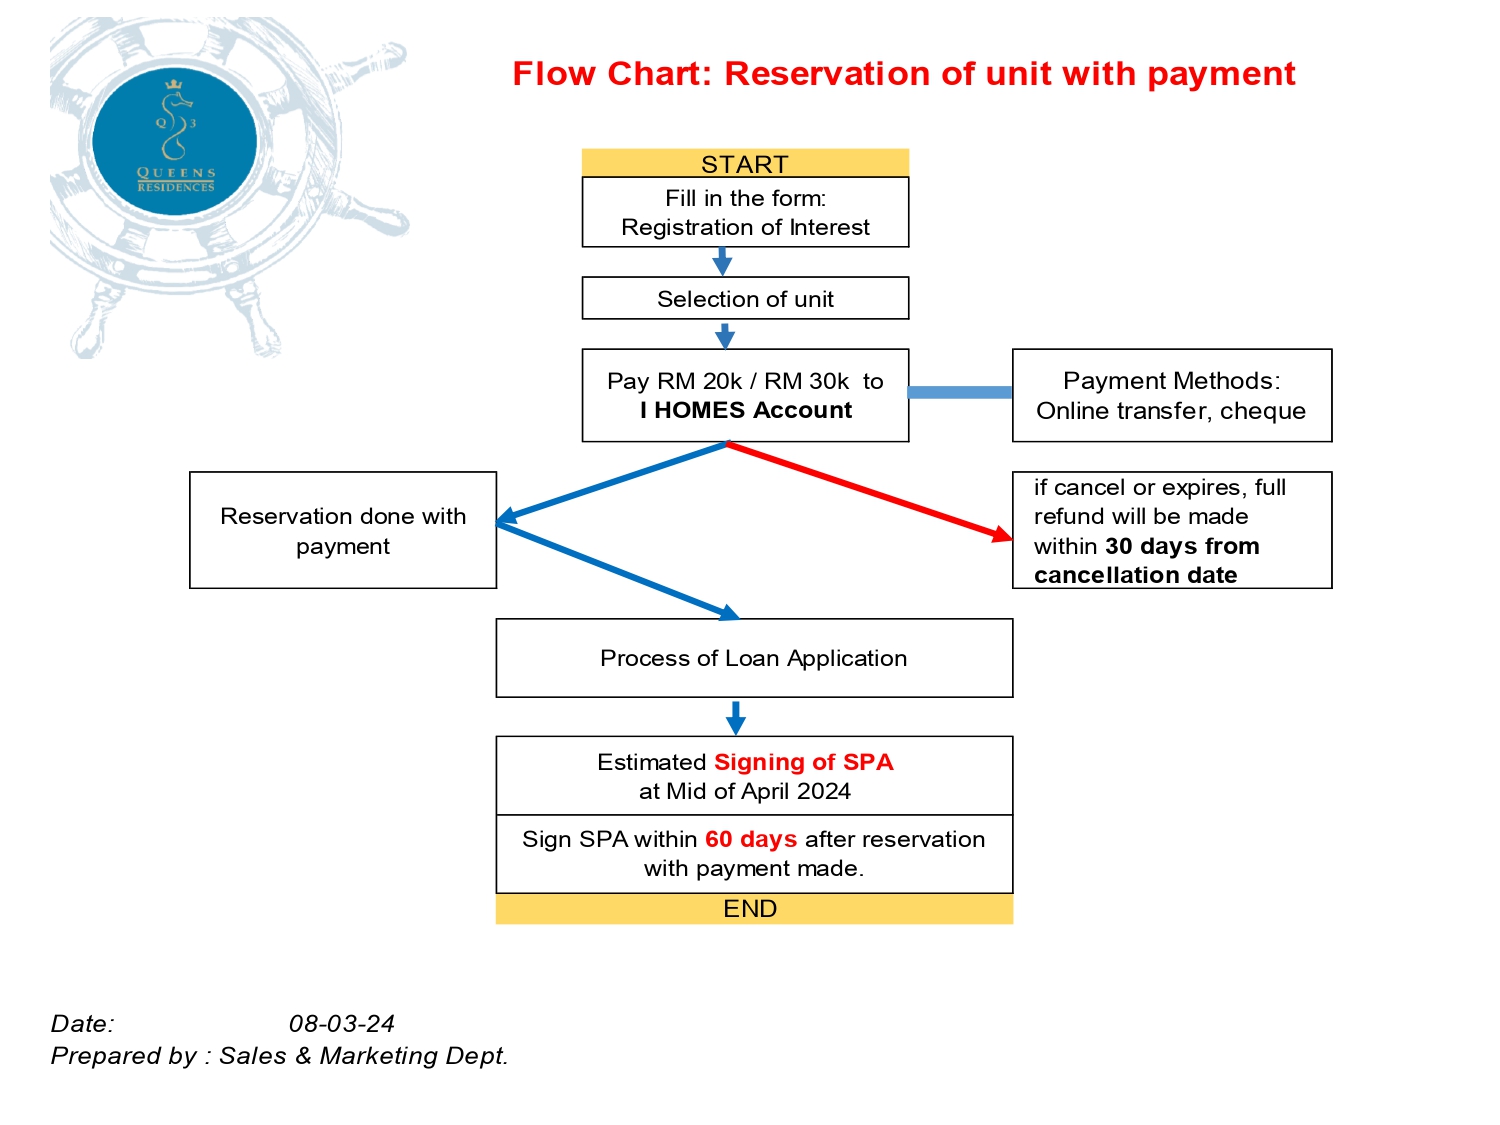 Flow Chart: Reservation of unit with payment
Q 3
QUEENS
RESIDENCES
START
Fill in the form:
Registration of Interest
Selection of unit
Pay RM 20k / RM 30k to
I HOMES Account
Payment Methods:
Online transfer, cheque
Reservation done with
payment
if cancel or expires, full
refund will be made
within 30 days from
cancellation date
Process of Loan Application
Estimated Signing of SPA
at Mid of April 2024
Sign SPA within 60 days after reservation
with payment made.
END
Date: 08-03-24
Prepared by : Sales & Marketing Dept.